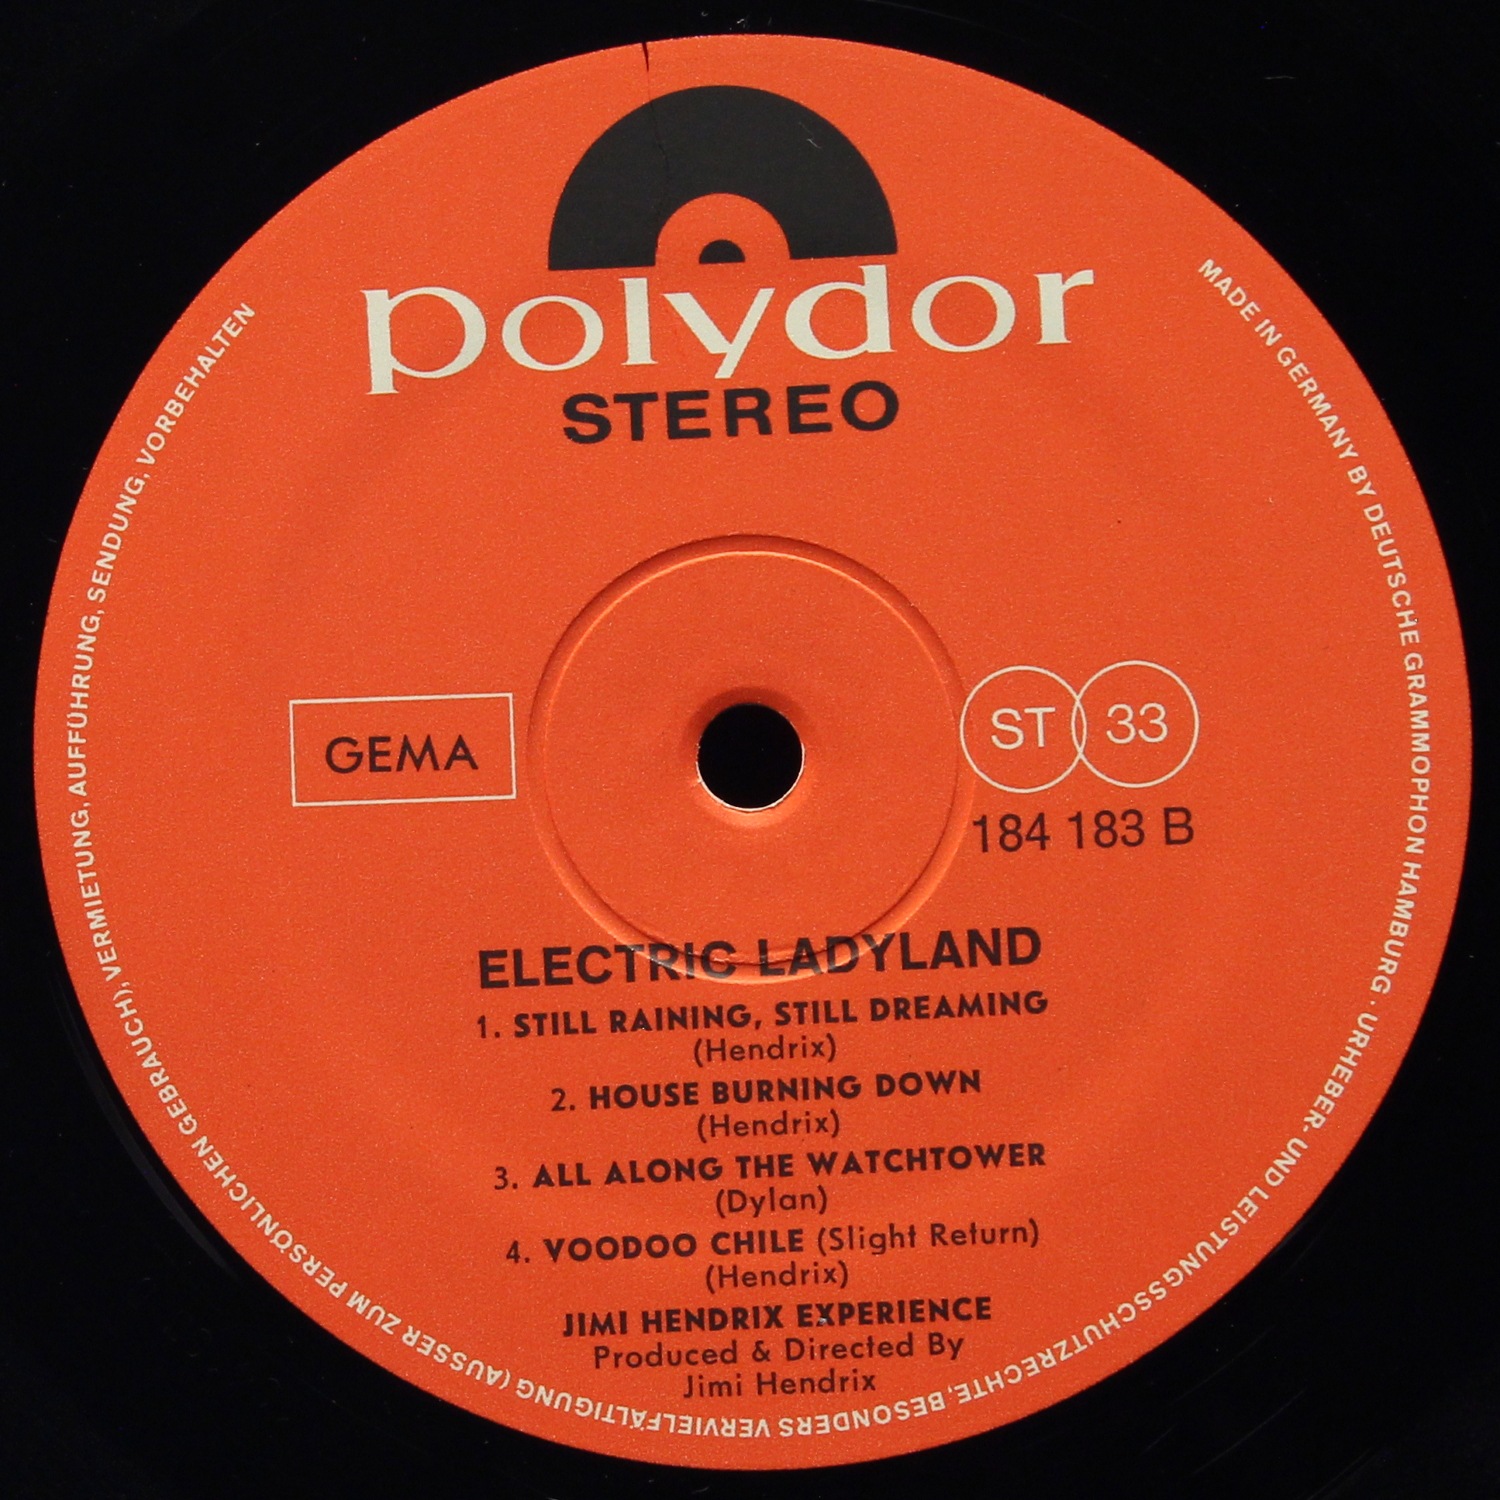 polydor
STEREO
GEMA
ST 33
184 183 B
ELECTRIC LADYLAND
1. STILL RAINING, STILL DREAMING
(Hendrix)
2. HOUSE BURNING DOWN
(Hendrix)
3. ALL ALONG THE WATCHTOWER
(Dylan)
4. VOODOO CHILE (Slight Return)
(Hendrix)
JIMI HENDRIX EXPERIENCE
Produced & Directed By
Jimi Hendrix
MADE IN GERMANY BY DEUTSCHE GRAMMOPHON HAMBURG . URHEBER- UND LEISTUNGSSCHUTZRECHTE, BESONDERS VERVIELFÄLTIGUNG (AUSSER ZUM PERSÖNLICHEN GEBRAUCH), VERMIETUNG, AUFFÜHRUNG, SENDUNG, VORBEHALTEN